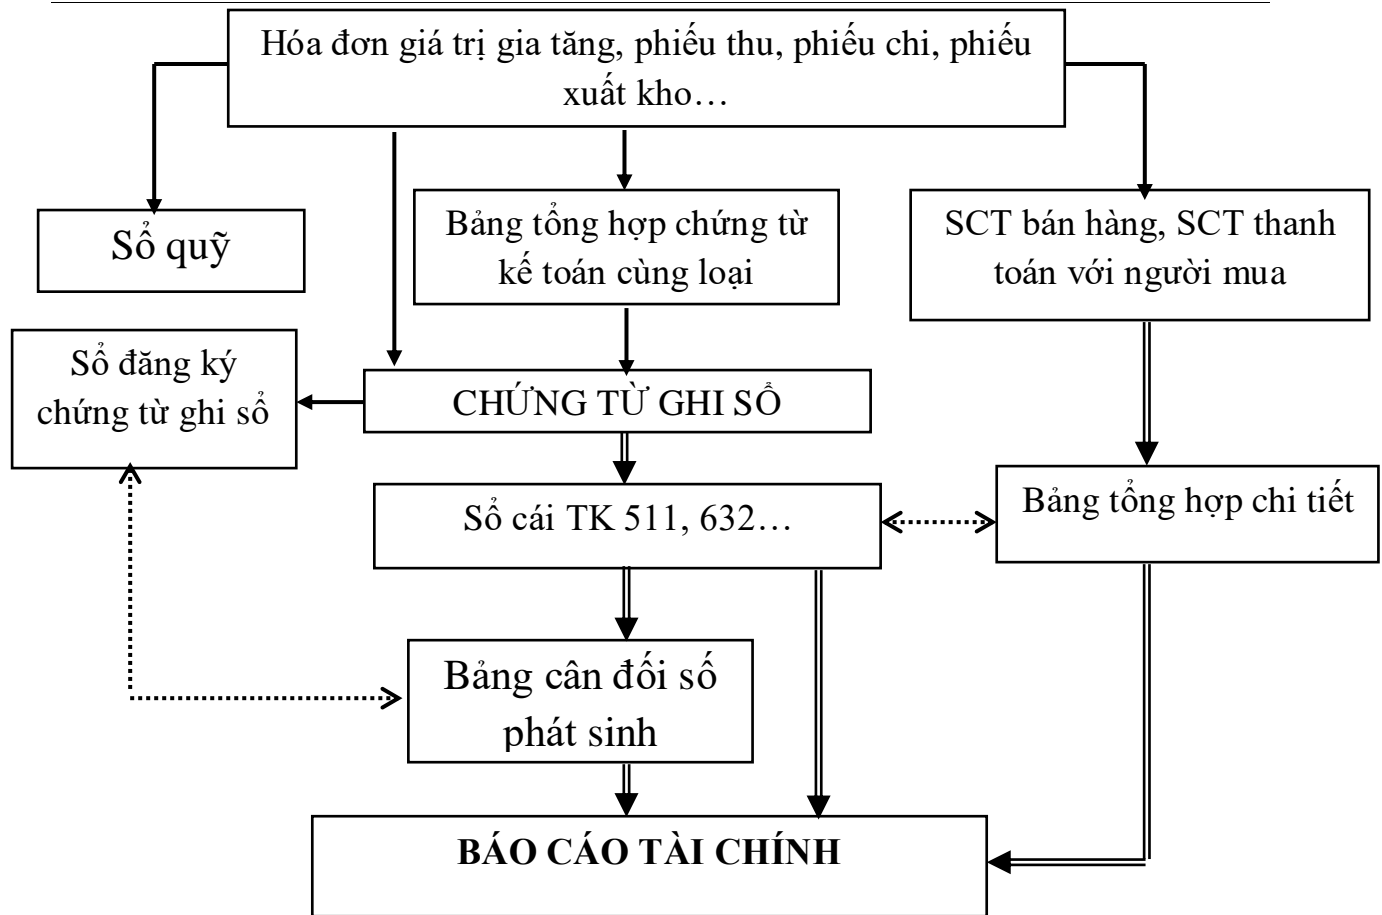 Hóa đơn giá trị gia tăng, phiếu thu, phiếu chi, phiếu
xuất kho…
Sổ quỹ
Bảng tổng hợp chứng từ
kế toán cùng loại
SCT bán hàng, SCT thanh
toán với người mua
Sổ đăng ký
chứng từ ghi sổ
CHỨNG TỪ GHI SỔ
Sổ cái TK 511, 632…
Bảng tổng hợp chi tiết
Bảng cân đối số
phát sinh
BÁO CÁO TÀI CHÍNH